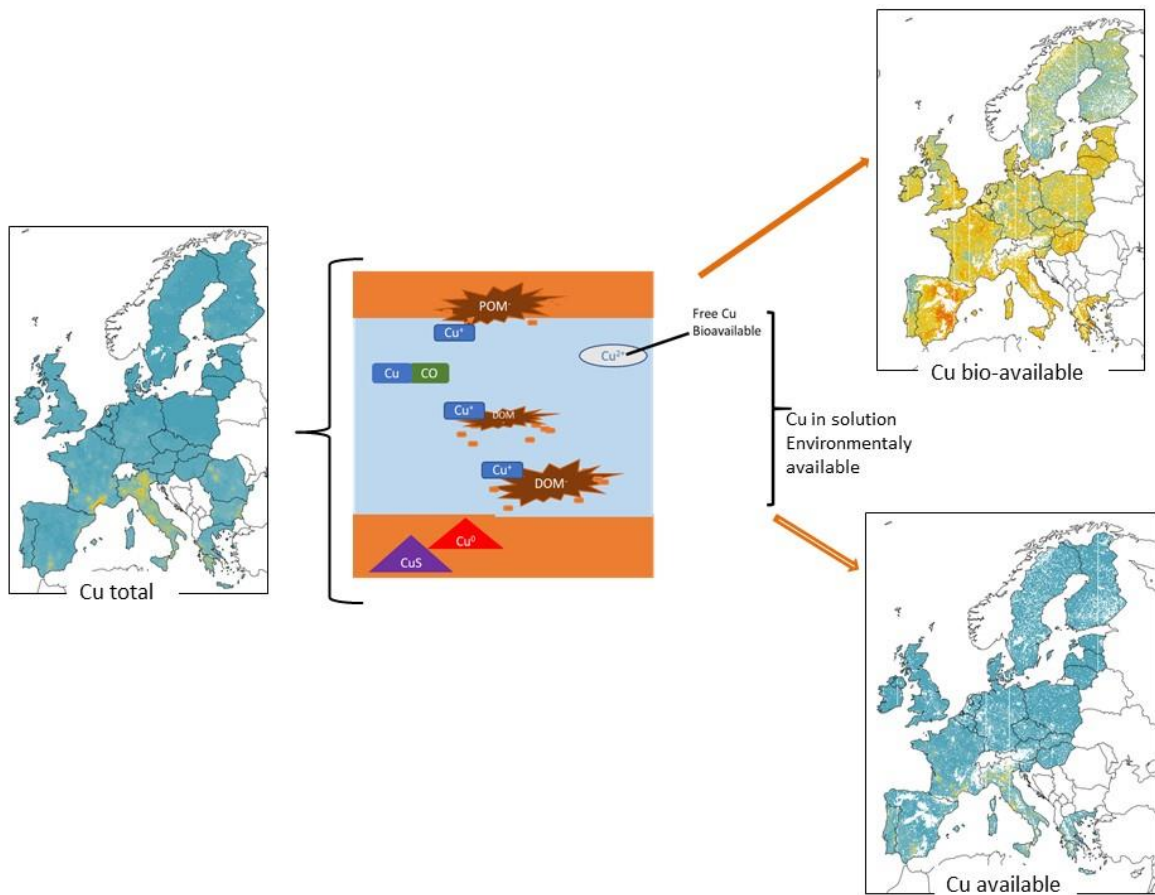 Cu total
POM⁻
Cu⁺
Cu CO
Cu⁺
DOM
Cu⁺
DOM⁻
Cu⁰
CuS
Cu²⁺
Free Cu
Bioavailable
Cu in solution
Environmentaly
available
Cu bio-available
Cu available